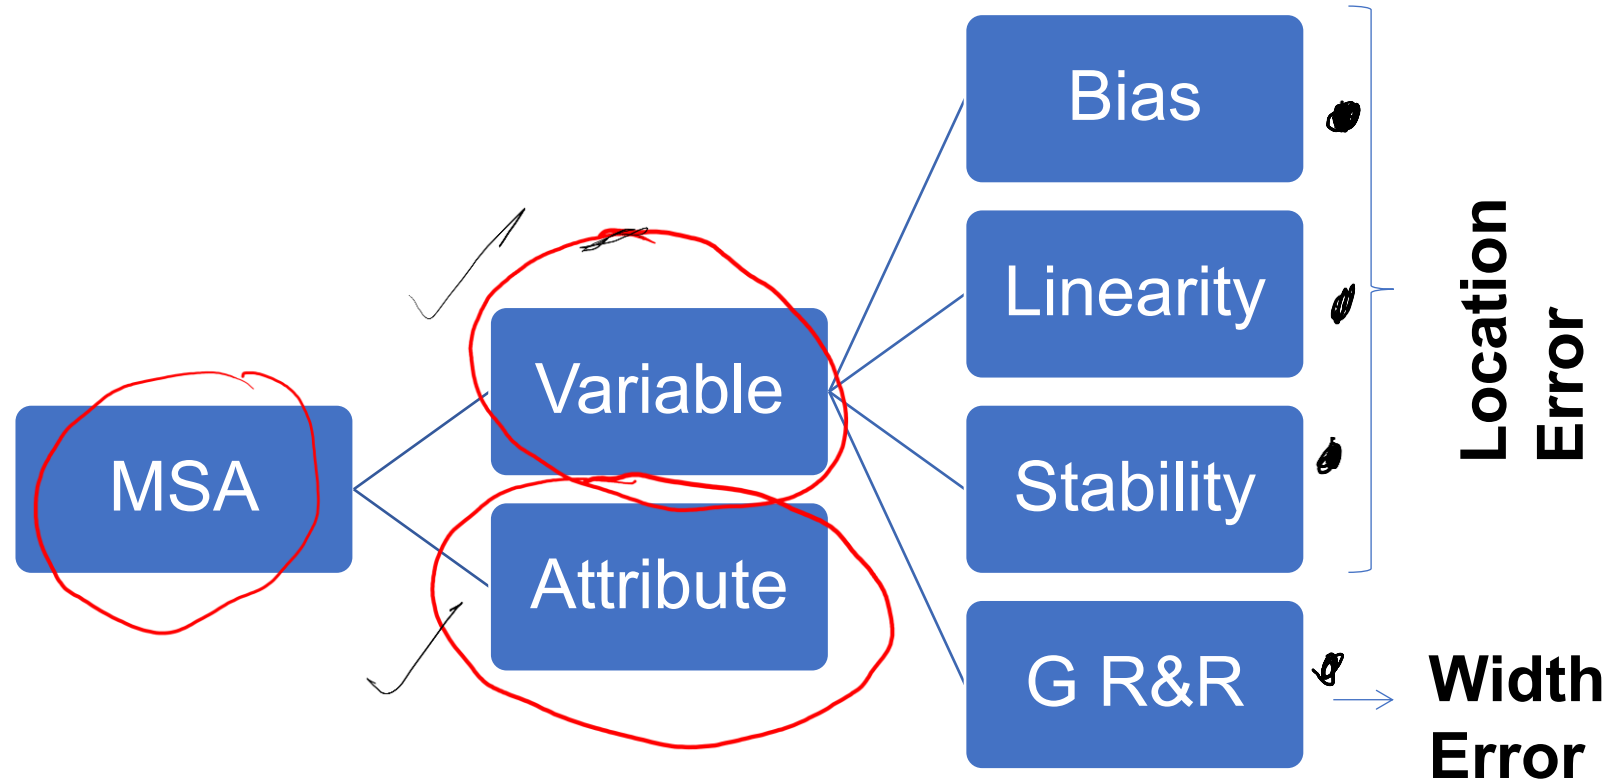 MSA
Variable
Attribute
Bias
Linearity
Stability
G R&R
Location
Error
Width
Error